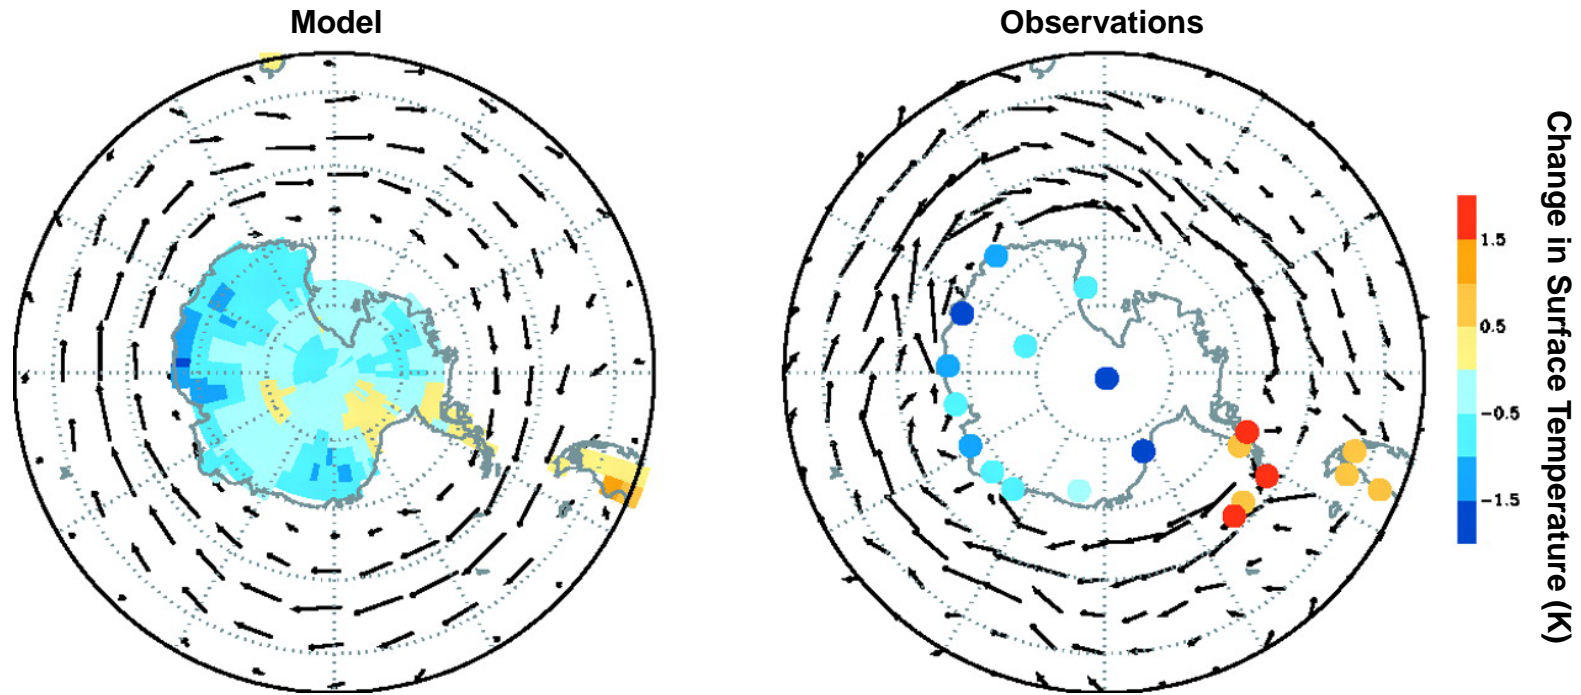 Model
Observations
1.5
0.5
−0.5
−1.5
Change in Surface Temperature (K)